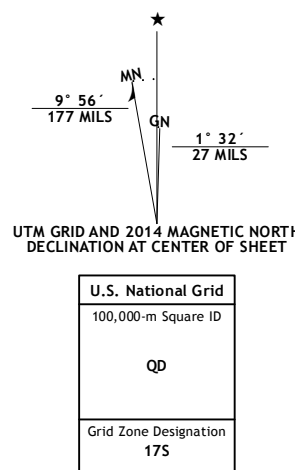 ★
MN
GN
9° 56´
177 MILS
1° 32´
27 MILS
UTM GRID AND 2014 MAGNETIC NORTH
DECLINATION AT CENTER OF SHEET
U.S. National Grid
100,000-m Square ID
QD
Grid Zone Designation
17S